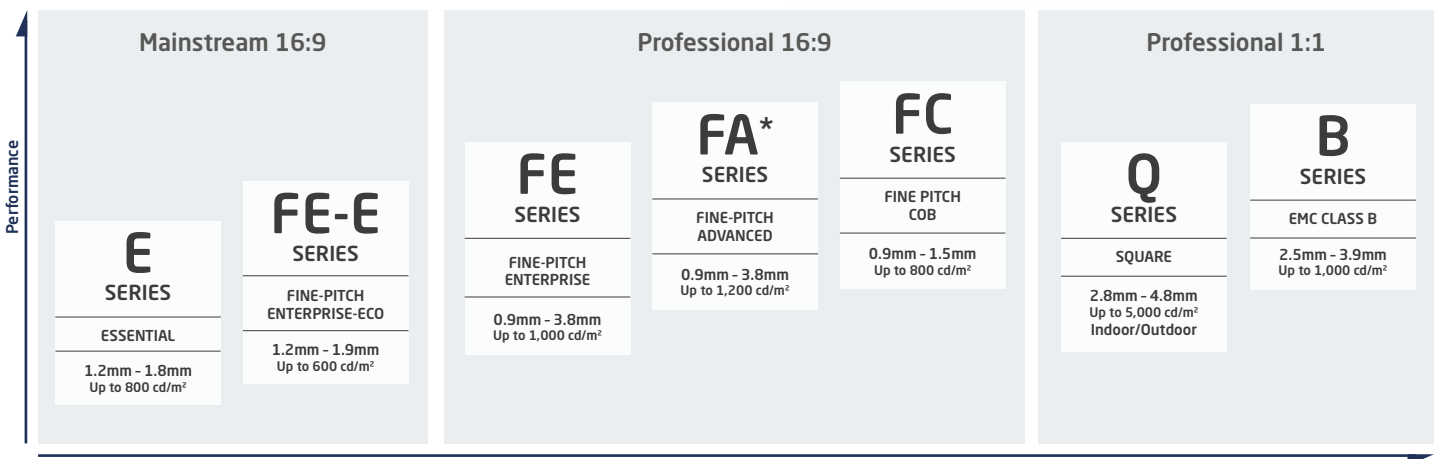 Performance
Mainstream 16:9
E
SERIES
ESSENTIAL
1.2mm – 1.8mm
Up to 800 cd/m²
FE-E
SERIES
FINE-PITCH
ENTERPRISE-ECO
1.2mm – 1.9mm
Up to 600 cd/m²
Professional 16:9
FE
SERIES
FINE-PITCH
ENTERPRISE
0.9mm – 3.8mm
Up to 1,000 cd/m²
FA*
SERIES
FINE-PITCH
ADVANCED
0.9mm – 3.8mm
Up to 1,200 cd/m²
FC
SERIES
FINE PITCH
COB
0.9mm – 1.5mm
Up to 800 cd/m²
Professional 1:1
Q
SERIES
SQUARE
2.8mm – 4.8mm
Up to 5,000 cd/m²
Indoor/Outdoor
B
SERIES
EMC CLASS B
2.5mm – 3.9mm
Up to 1,000 cd/m²